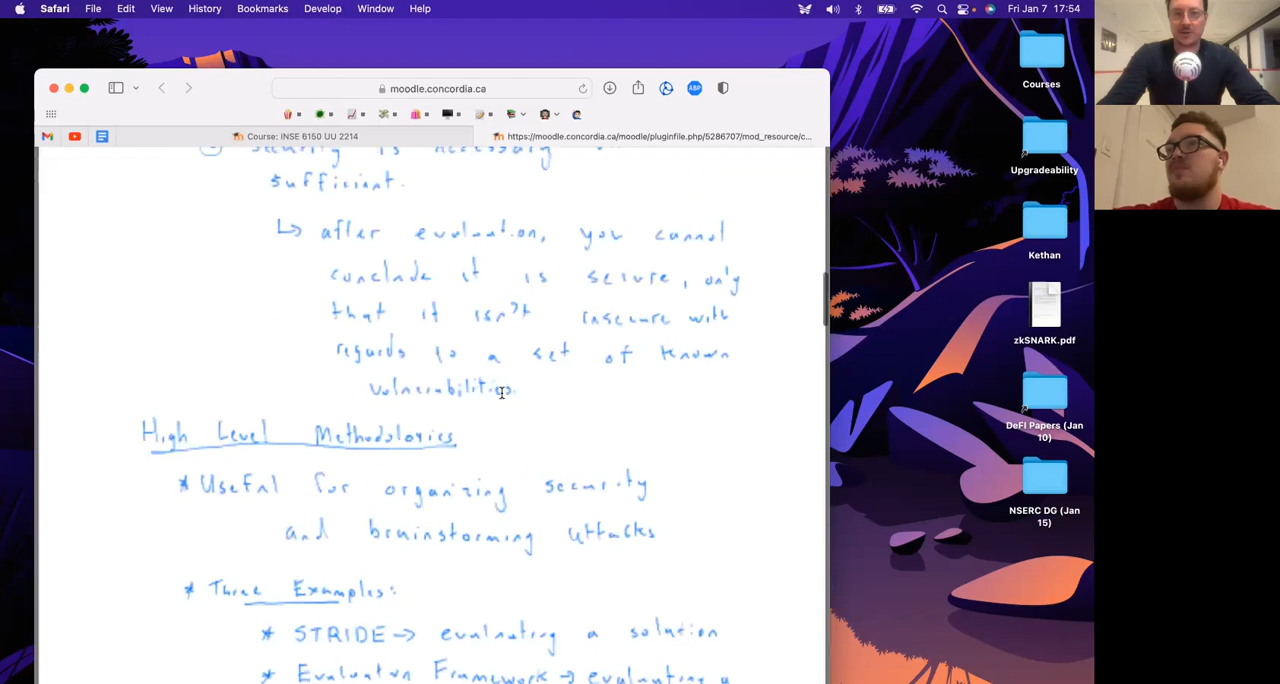 Safari File Edit View History Bookmarks Develop Window Help
Fri Jan 7 17:54
moodle.concordia.ca
ABP
Course: INSE 6150 UU 2214
https://moodle.concordia.ca/moodle/pluginfile.php/5286707/mod_resource/c...
security is necessary
sufficient.
↳ after evaluation, you cannot
conclude it is secure, only
that it isn't insecure with
regards to a set of known
vulnerabilities.
High Level Methodologies
* Useful for organizing security
and brainstorming attacks
* Three Examples:
* STRIDE → evaluating a solution
* Evaluation Framework → evaluating a
Courses
Upgradeability
Kethan
zkSNARK.pdf
DeFI Papers (Jan
10)
NSERC DG (Jan
15)